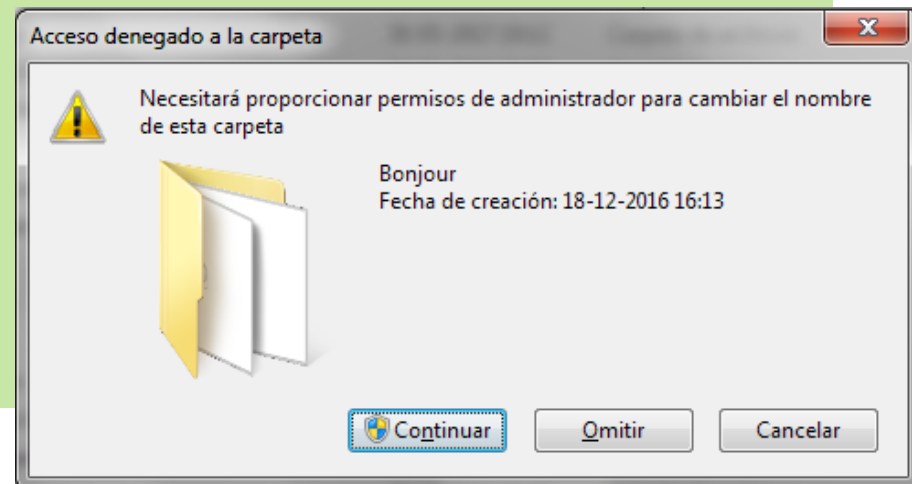 Acceso denegado a la carpeta
Necesitará proporcionar permisos de administrador para cambiar el nombre
de esta carpeta
Bonjour
Fecha de creación: 18-12-2016 16:13
Continuar
Omitir
Cancelar